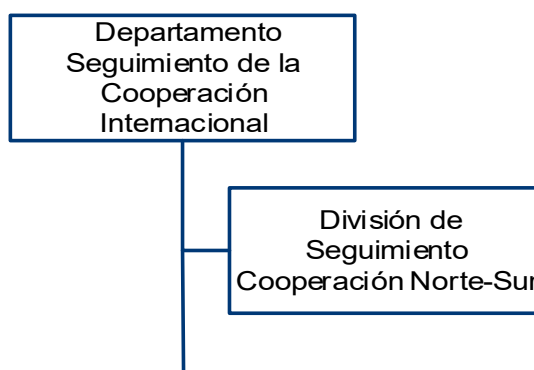 Departamento
Seguimiento de la
Cooperación
Internacional
División de
Seguimiento
Cooperación Norte-Sur